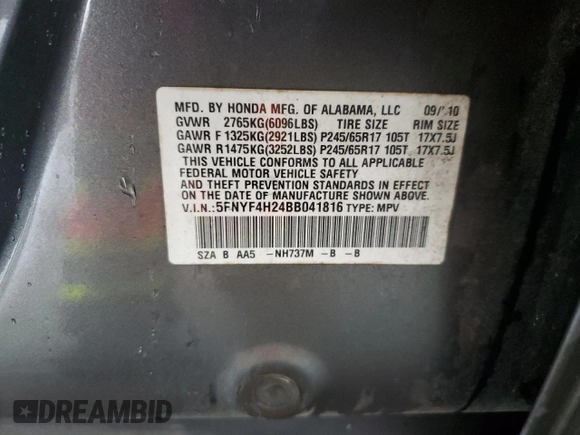 MFD. BY HONDA MFG. OF ALABAMA, LLC 09/'10
GVWR 2765KG(6096LBS) TIRE SIZE RIM SIZE
GAWR F 1325KG(2921LBS) P245/65R17 105T 17X7.5J
GAWR R1475KG(3252LBS) P245/65R17 105T 17X7.5J
THIS VEHICLE CONFORMS TO ALL APPLICABLE
FEDERAL MOTOR VEHICLE SAFETY
AND THEFT PREVENTION STANDARDS IN EFFECT
ON THE DATE OF MANUFACTURE SHOWN ABOVE.
V.I.N.:5FNYF4H24BB041816 TYPE: MPV
SZA B AA5 -NH737M -B -B
DREAMBID